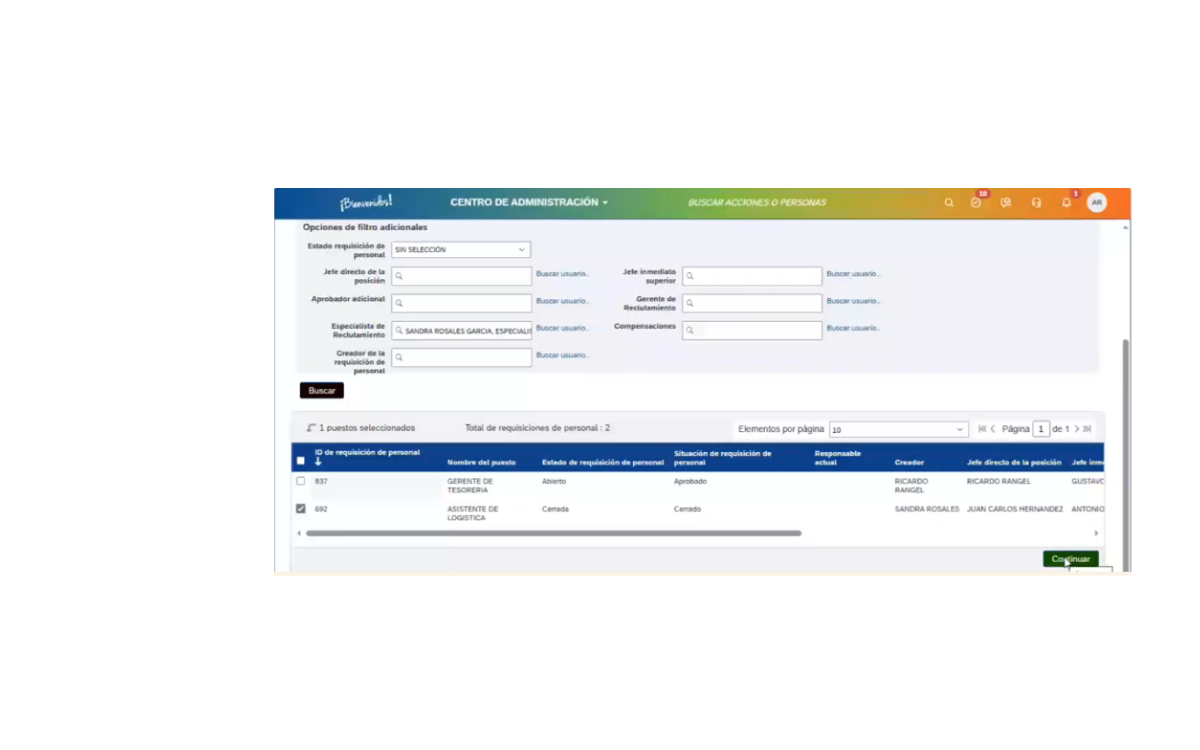 ¡Bienvenidos!
CENTRO DE ADMINISTRACIÓN
BUSCAR ACCIONES O PERSONAS
18
1
AR
Opciones de filtro adicionales
Estado requisición de personal
SIN SELECCIÓN
Jefe directo de la posición
Buscar usuario..
Jefe inmediato superior
Buscar usuario..
Aprobador adicional
Buscar usuario..
Gerente de Reclutamiento
Buscar usuario..
Especialista de Reclutamiento
SANDRA ROSALES GARCIA, ESPECIALIS
Buscar usuario..
Compensaciones
Buscar usuario..
Creador de la requisición de personal
Buscar usuario..
Buscar
1 puestos seleccionados
Total de requisiciones de personal : 2
Elementos por página 10
Página 1 de 1
ID de requisición de personal
Nombre del puesto
Estado de requisición de personal
Situación de requisición de personal
Responsable actual
Creador
Jefe directo de la posición
Jefe inm
837 GERENTE DE TESORERIA Abierto Aprobado RICARDO RANGEL RICARDO RANGEL GUSTAVO
692 ASISTENTE DE LOGISTICA Cerrada Cerrado SANDRA ROSALES JUAN CARLOS HERNANDEZ ANTONIO
Continuar